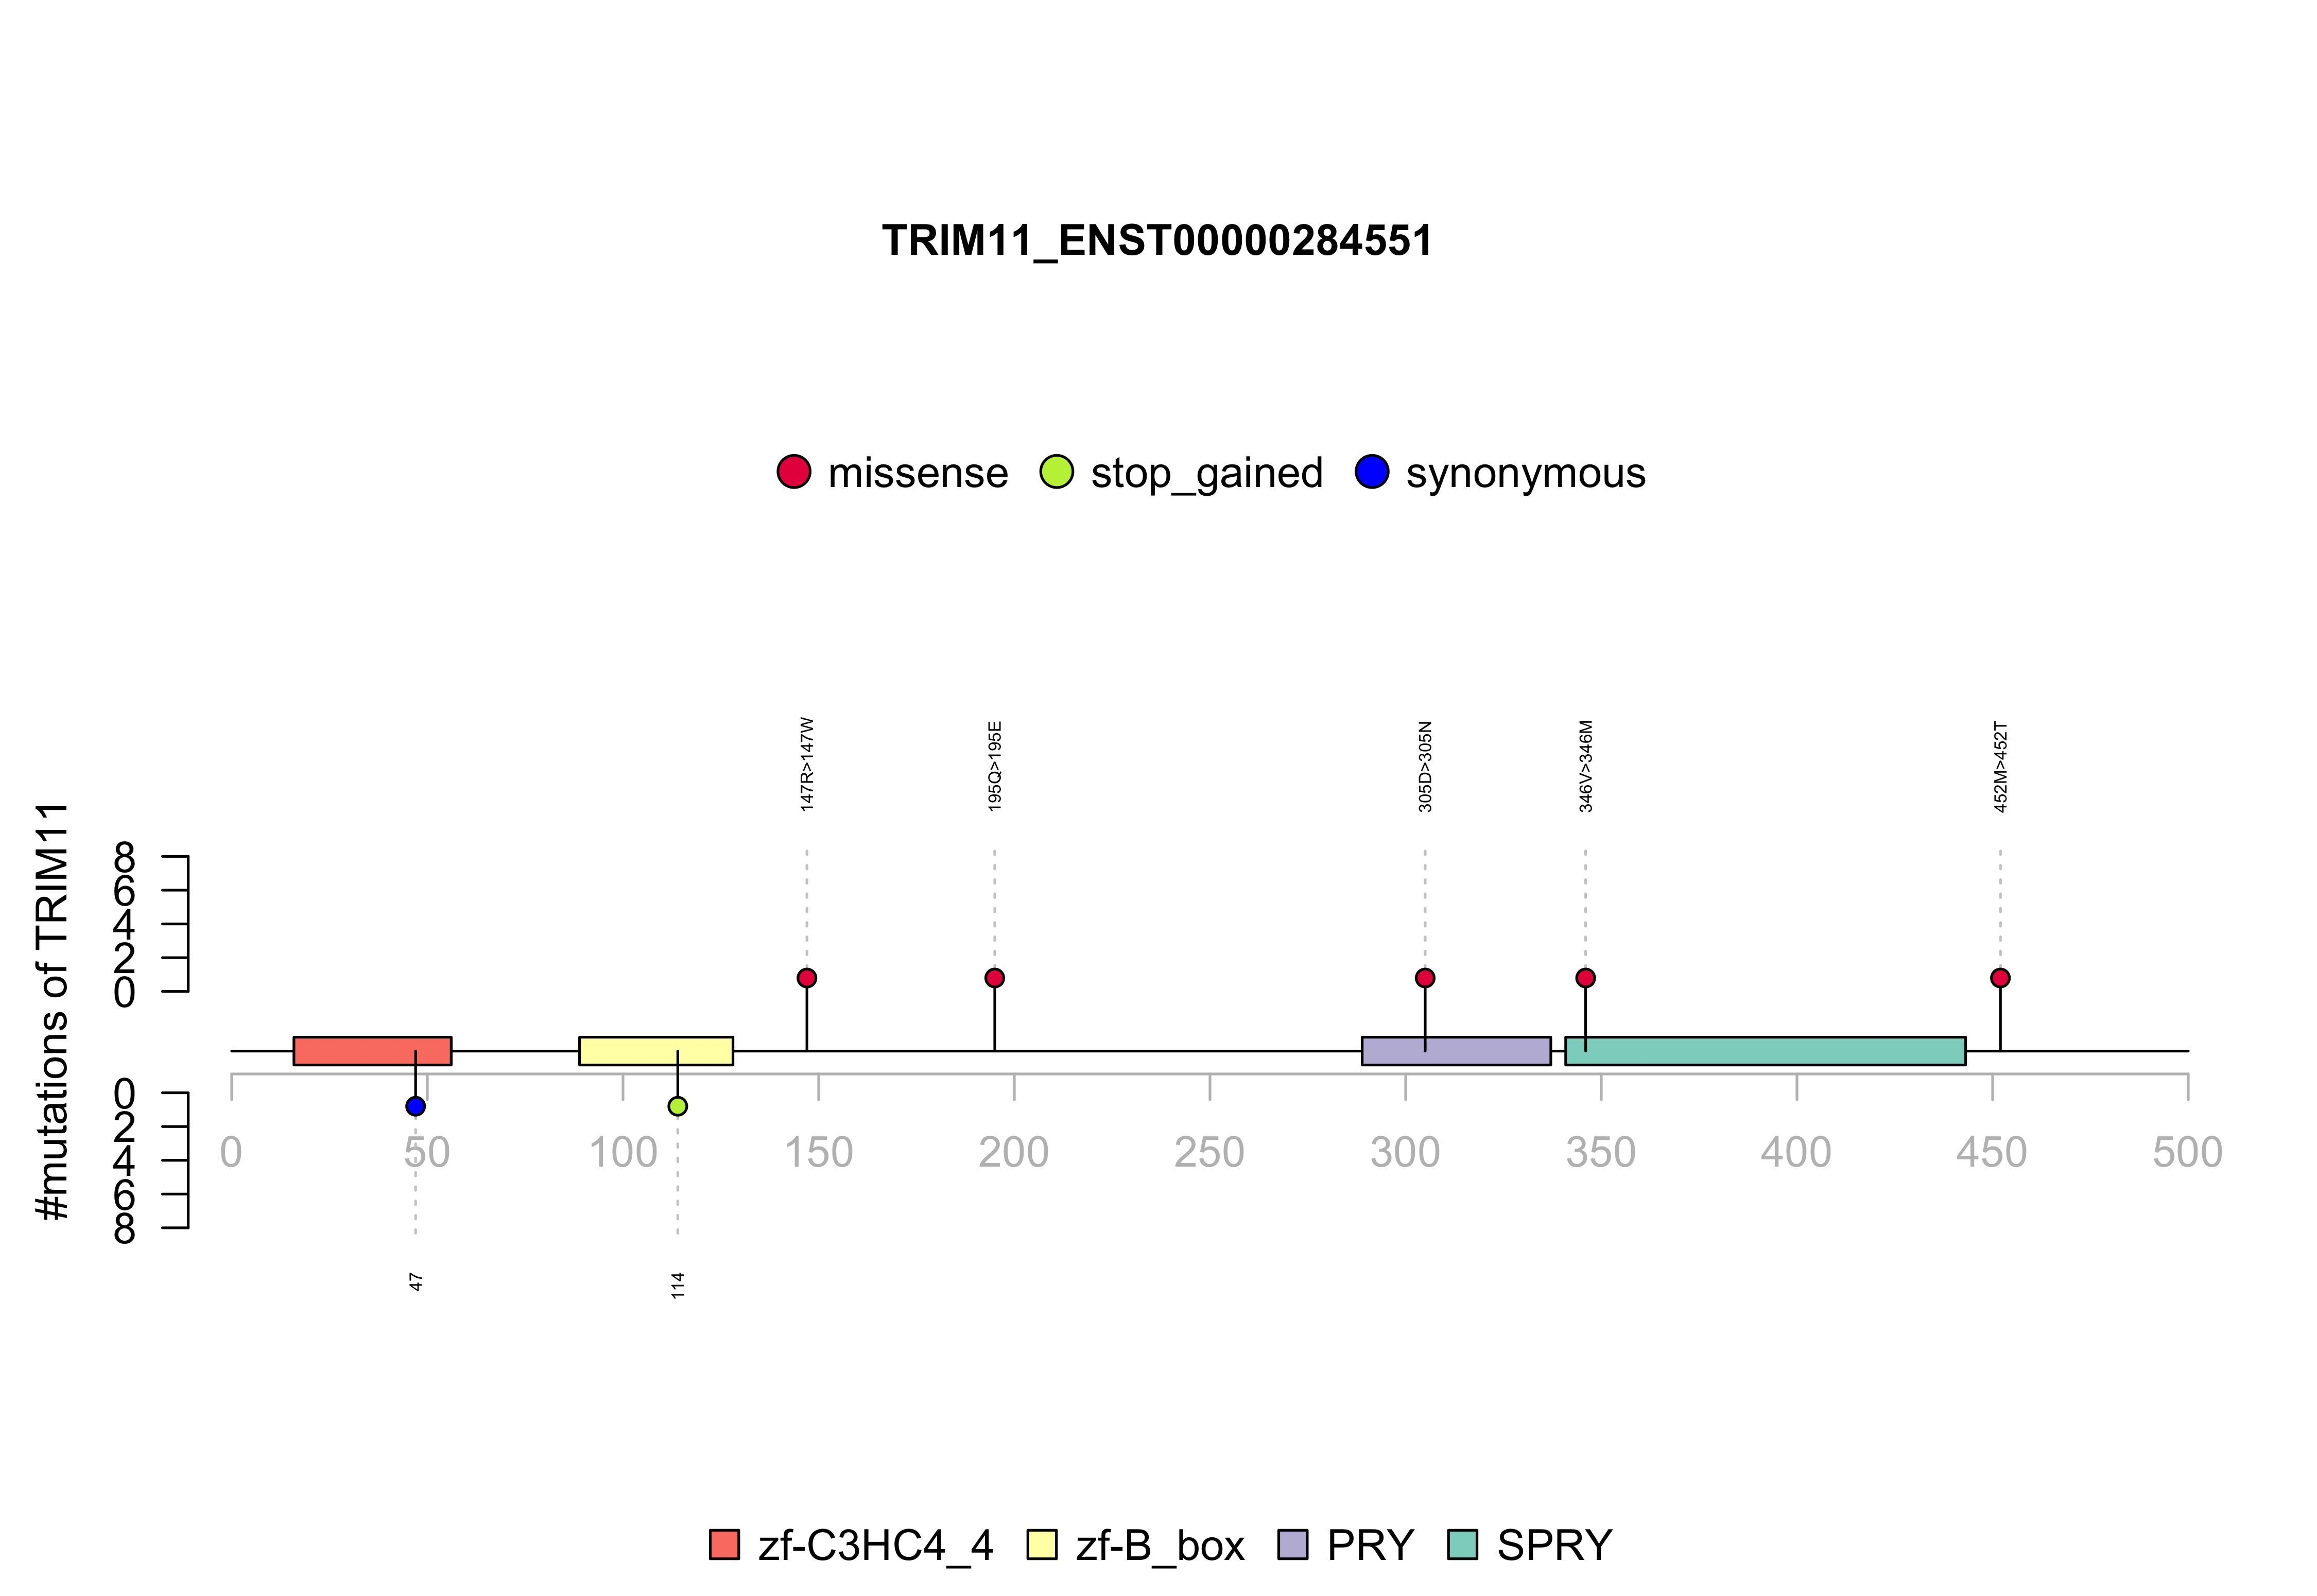 TRIM11_ENST00000284551
missense stop_gained synonymous
147R>147W
195Q>195E
305D>305N
346V>346M
452M>452T
#mutations of TRIM11
8
6
4
2
0
0
2
4
6
8
0 50 100 150 200 250 300 350 400 450 500
47
114
zf-C3HC4_4 zf-B_box PRY SPRY